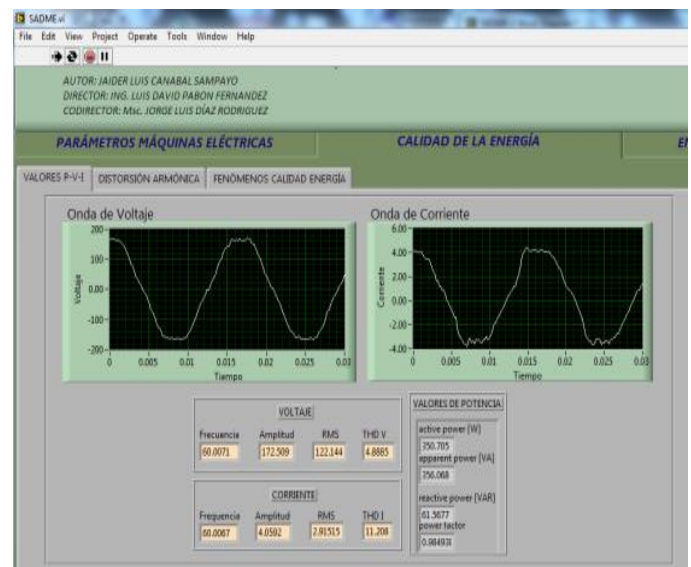 SADME.vi
File Edit View Project Operate Tools Window Help
AUTOR: JAIDER LUIS CANABAL SAMPAYO
DIRECTOR: ING. LUIS DAVID PABON FERNANDEZ
CODIRECTOR: Msc. JORGE LUIS DÍAZ RODRIGUEZ
PARÁMETROS MÁQUINAS ELÉCTRICAS CALIDAD DE LA ENERGÍA
VALORES P-V-I DISTORSIÓN ARMÓNICA FENÓMENOS CALIDAD ENERGÍA
Onda de Voltaje
200
100
0.00
-100
-200
Voltaje
0 0.005 0.01 0.015 0.02 0.025 0.03
Tiempo
Onda de Corriente
6.00
4.00
2.00
0.00
-2.00
-4.00
Corriente
0 0.005 0.01 0.015 0.02 0.025 0.03
Tiempo
VOLTAJE
Frecuencia Amplitud RMS THD V
60.0071 172.509 122.144 4.8885
CORRIENTE
Frequencia Amplitud RMS THD I
60.0067 4.0592 2.91515 11.208
VALORES DE POTENCIA
active power (W)
350.705
apparent power (VA)
356.068
reactive power (VAR)
61.5677
power factor